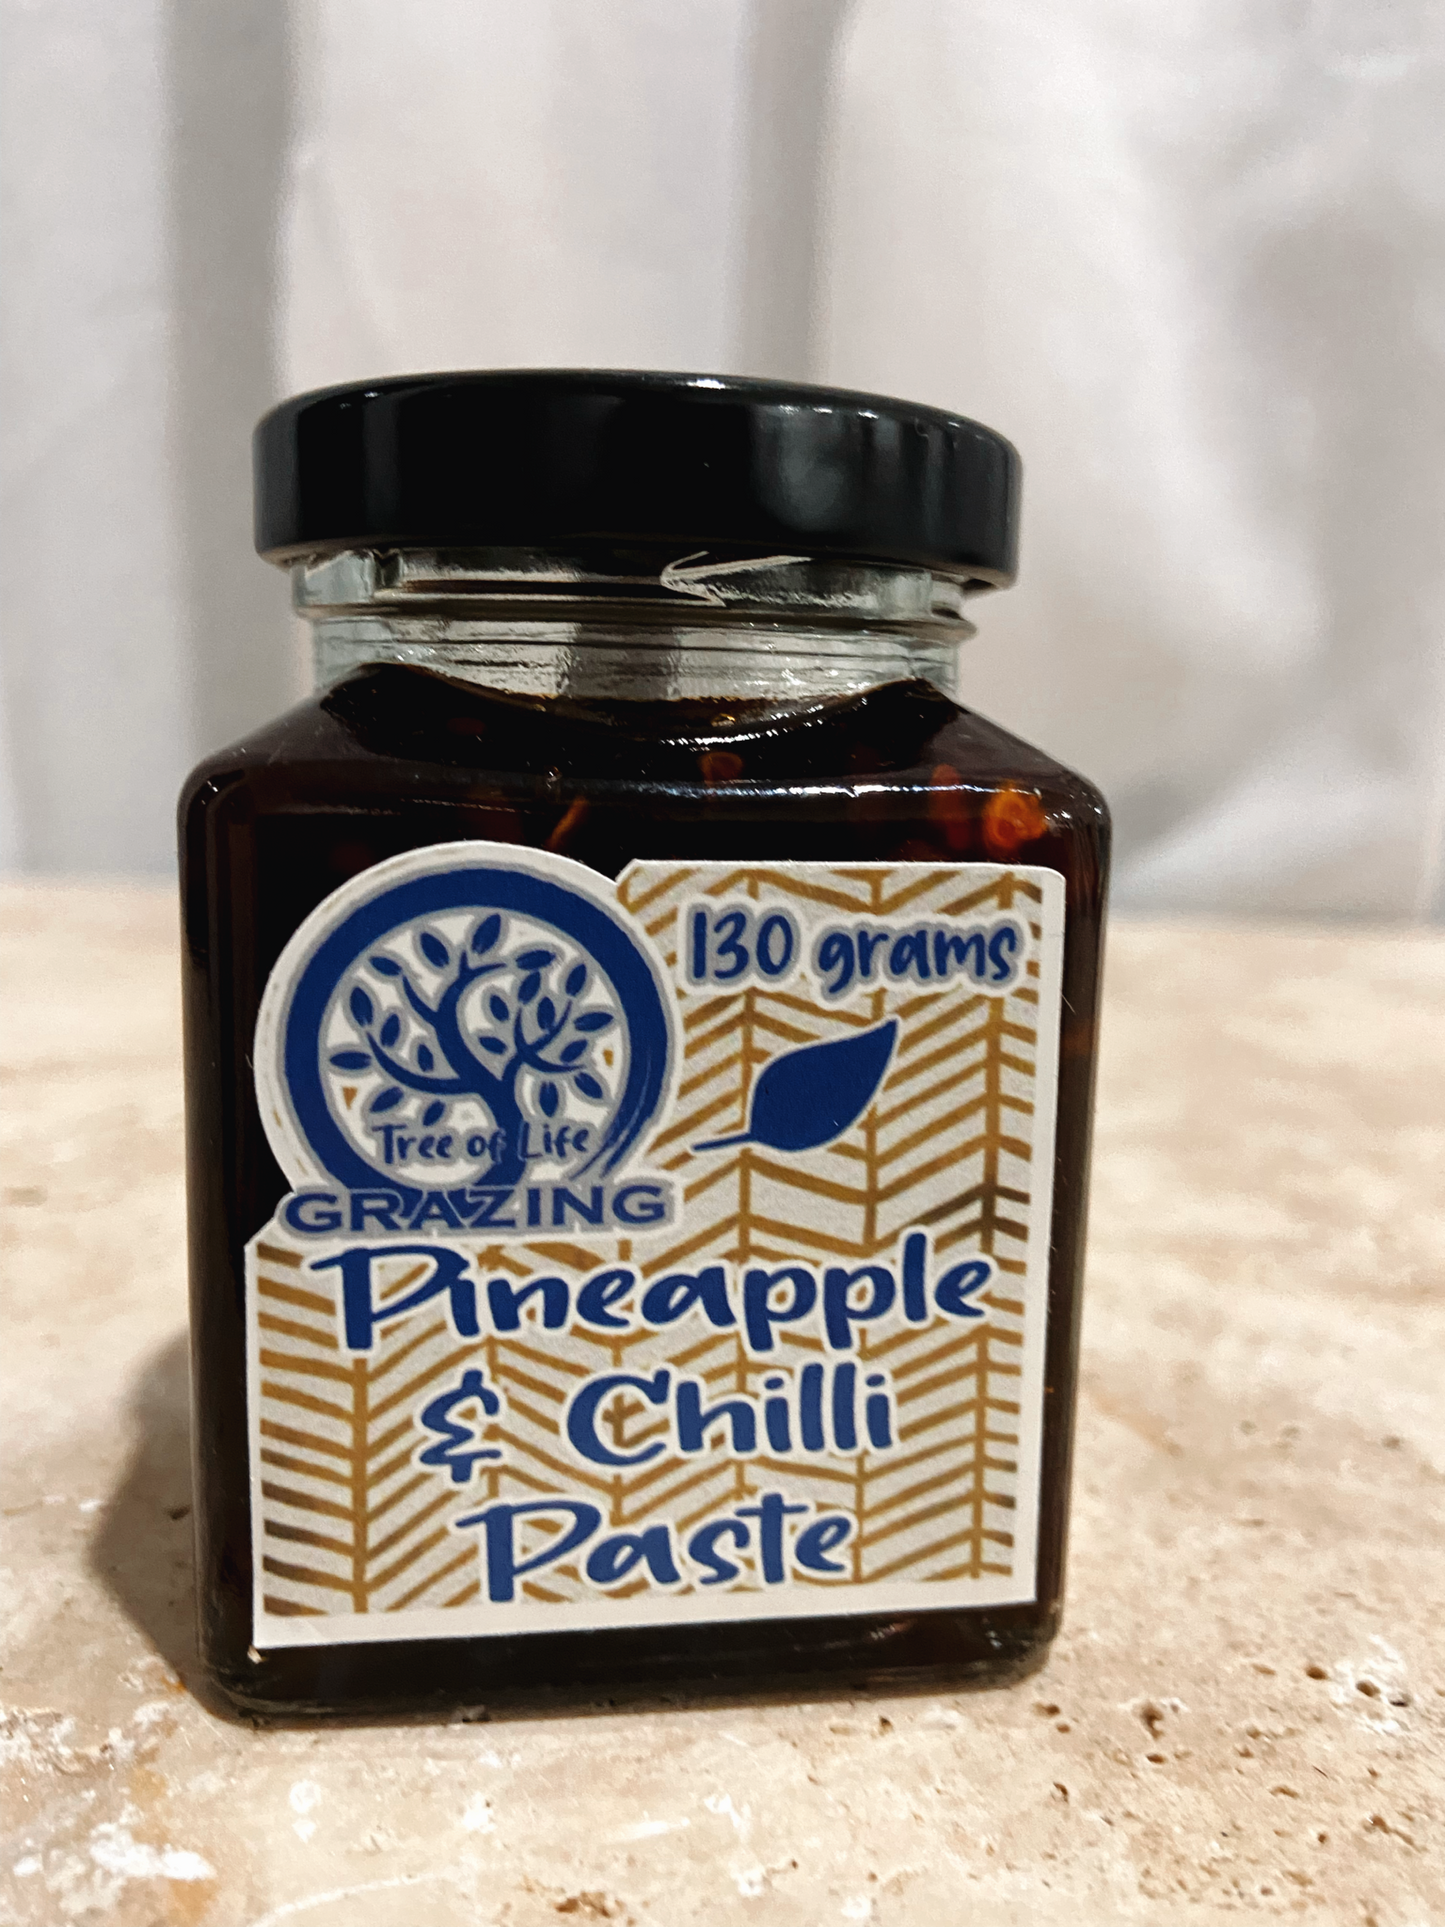 130 grams
Tree of Life
GRAZING
Pineapple
& Chilli
Paste